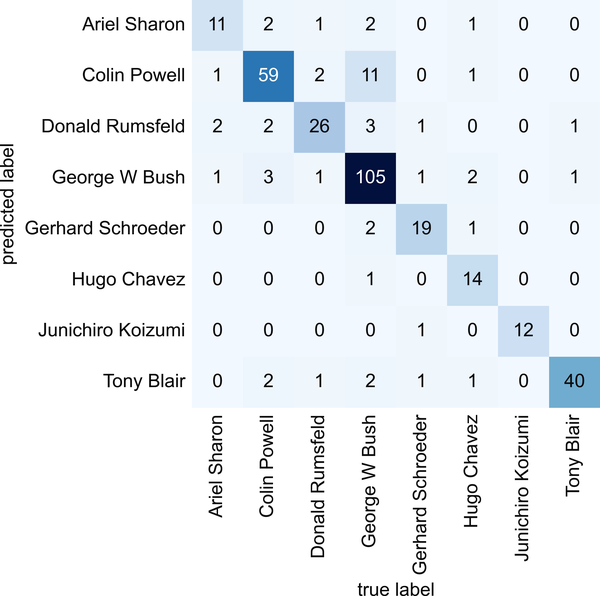 Ariel Sharon 11 2 1 2 0 1 0 0
Colin Powell 1 59 2 11 0 1 0 0
Donald Rumsfeld 2 2 26 3 1 0 0 1
George W Bush 1 3 1 105 1 2 0 1
Gerhard Schroeder 0 0 0 2 19 1 0 0
Hugo Chavez 0 0 0 1 0 14 0 0
Junichiro Koizumi 0 0 0 0 1 0 12 0
Tony Blair 0 2 1 2 1 1 0 40
predicted label
Ariel Sharon
Colin Powell
Donald Rumsfeld
George W Bush
Gerhard Schroeder
Hugo Chavez
Junichiro Koizumi
Tony Blair
true label